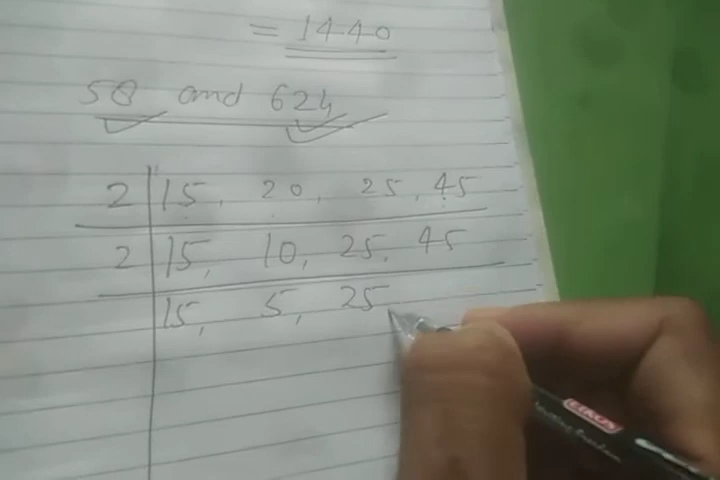 = 1440
58 and 624
2 15, 20, 25, 45
2 15, 10, 25, 45
15, 5, 25,